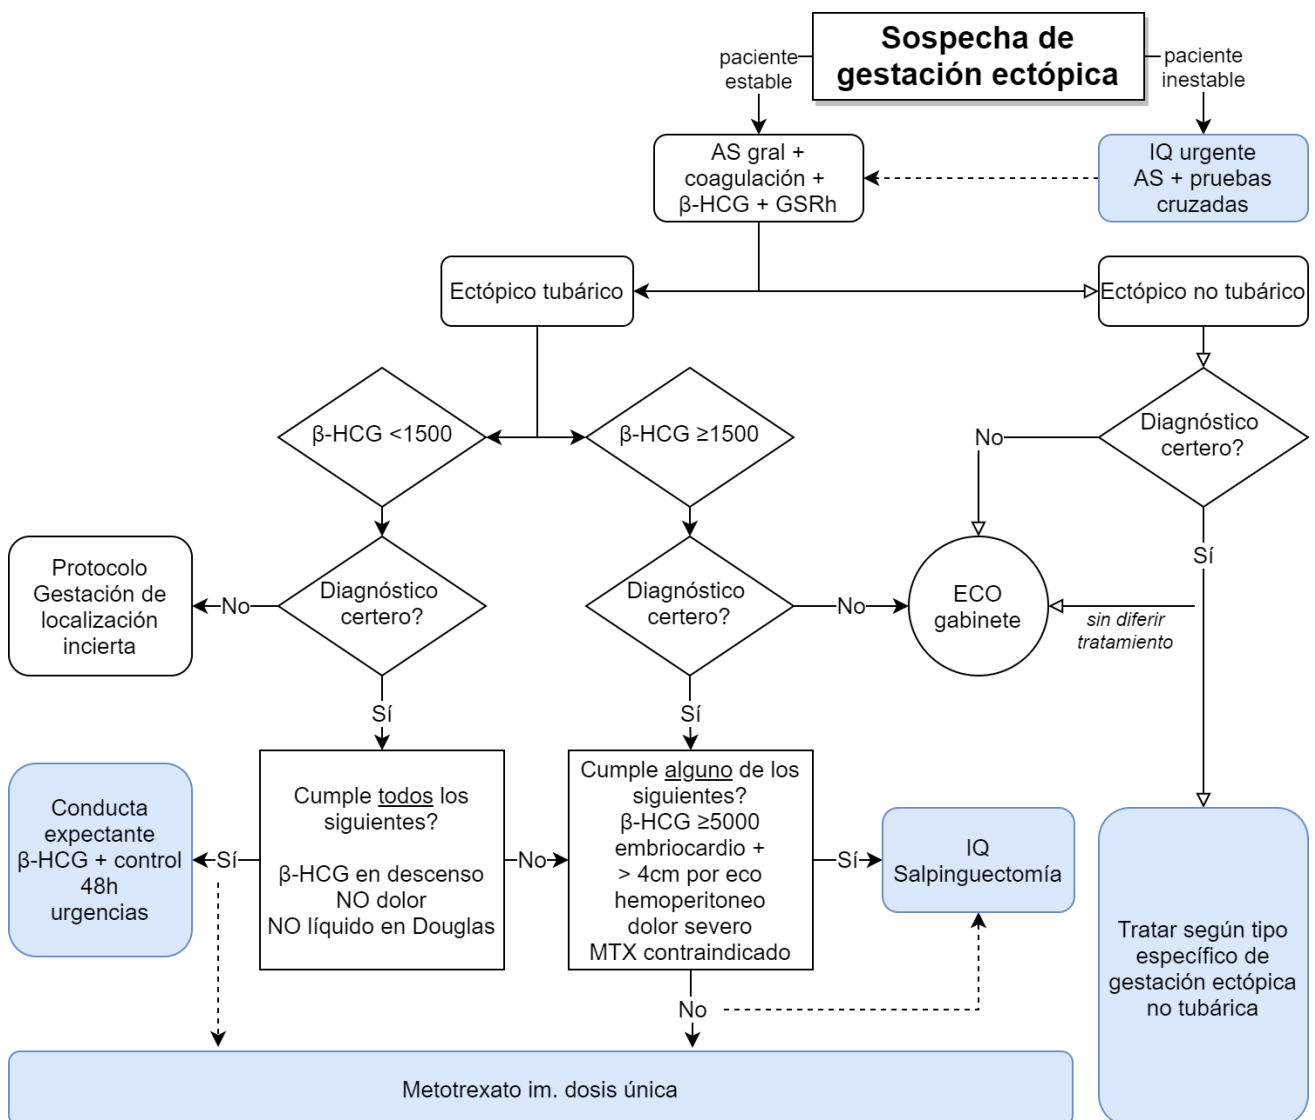 Sospecha de
gestación ectópica
paciente
estable
paciente
inestable
AS gral +
coagulación +
β-HCG + GSRh
IQ urgente
AS + pruebas
cruzadas
Ectópico tubárico
Ectópico no tubárico
β-HCG <1500
β-HCG ≥1500
Diagnóstico
certero?
No
Protocolo
Gestación de
localización
incierta
No
Diagnóstico
certero?
Diagnóstico
certero?
No
ECO
gabinete
Sí
sin diferir
tratamiento
Sí
Sí
Conducta
expectante
β-HCG + control
48h
urgencias
Sí
Cumple todos los
siguientes?
β-HCG en descenso
NO dolor
NO líquido en Douglas
No
Cumple alguno de los
siguientes?
β-HCG ≥5000
embriocardio +
> 4cm por eco
hemoperitoneo
dolor severo
MTX contraindicado
Sí
IQ
Salpinguectomía
Tratar según tipo
específico de
gestación ectópica
no tubárica
No
Metotrexato im. dosis única